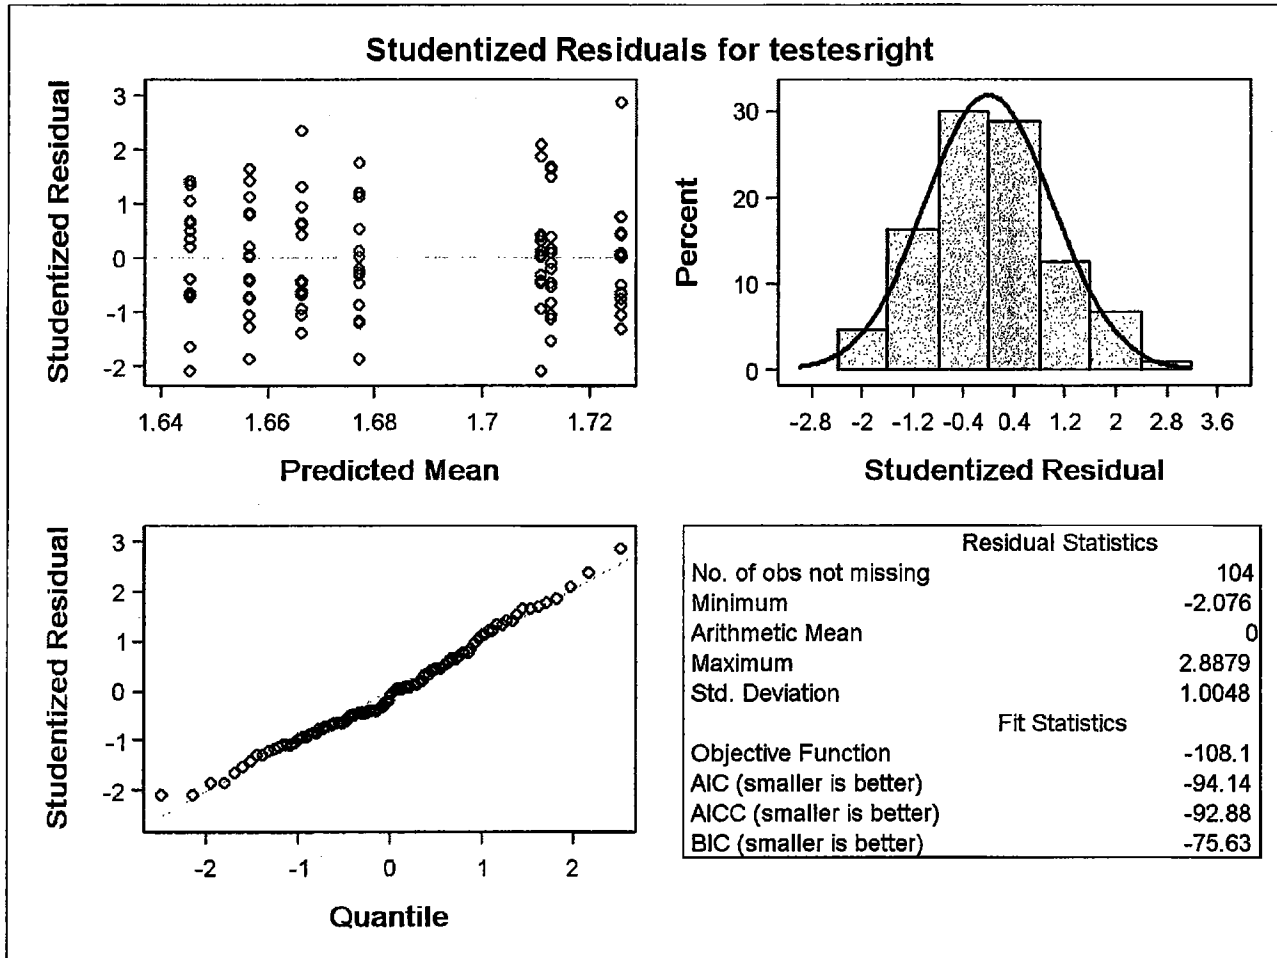 Studentized Residuals for testesright
Studentized Residual
3
2
1
0
-1
-2
1.64 1.66 1.68 1.7 1.72
Predicted Mean
Percent
30
20
10
0
-2.8 -2 -1.2 -0.4 0.4 1.2 2 2.8 3.6
Studentized Residual
Studentized Residual
3
2
1
0
-1
-2
-2 -1 0 1 2
Quantile
Residual Statistics
No. of obs not missing 104
Minimum -2.076
Arithmetic Mean 0
Maximum 2.8879
Std. Deviation 1.0048
Fit Statistics
Objective Function -108.1
AIC (smaller is better) -94.14
AICC (smaller is better) -92.88
BIC (smaller is better) -75.63